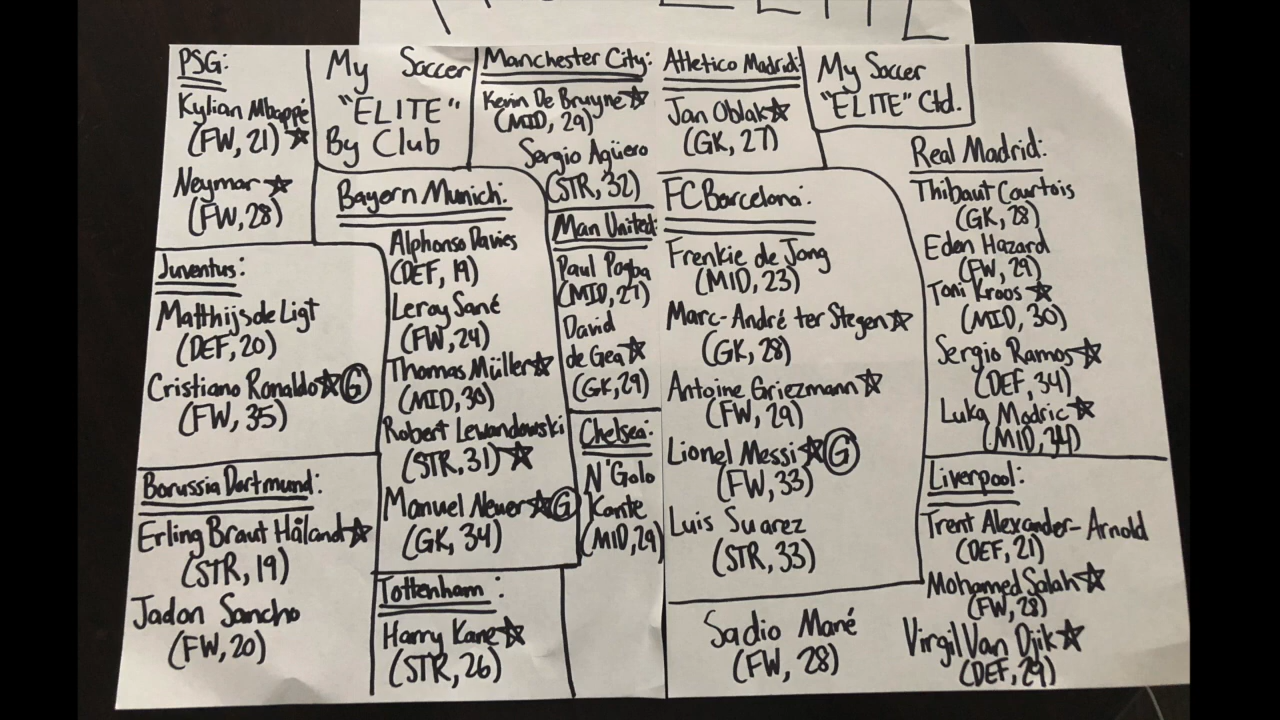 PSG:
Kylian Mbappé
(FW, 21) ☆
Neymar ☆
(FW, 28)
Juventus:
Matthijs de Ligt
(DEF, 20)
Cristiano Ronaldo ☆ G
(FW, 35)
Borussia Dortmund:
Erling Braut Håland ☆
(STR, 19)
Jadon Sancho
(FW, 20)
My Soccer
"ELITE"
By Club
Bayern Munich:
Alphonso Davies
(DEF, 19)
Leroy Sané
(FW, 24)
Thomas Müller ☆
(MID, 30)
Robert Lewandowski
(STR, 31) ☆
Manuel Neuer ☆ G
(GK, 34)
Tottenham:
Harry Kane ☆
(STR, 26)
Manchester City:
Kevin De Bruyne ☆
(MID, 29)
Sergio Agüero
(STR, 32)
Man United:
Paul Pogba
(MID, 27)
David
de Gea ☆
(GK, 29)
Chelsea:
N'Golo
Kante
(MID, 29)
Atletico Madrid:
Jan Oblak ☆
(GK, 27)
FC Barcelona:
Frenkie de Jong
(MID, 23)
Marc-André ter Stegen ☆
(GK, 28)
Antoine Griezmann ☆
(FW, 29)
Lionel Messi ☆ G
(FW, 33)
Luis Suarez
(STR, 33)
My Soccer
"ELITE" Ctd.
Real Madrid:
Thibaut Courtois
(GK, 28)
Eden Hazard
(FW, 29)
Toni Kroos ☆
(MID, 30)
Sergio Ramos ☆
(DEF, 34)
Luka Modric ☆
(MID, 34)
Liverpool:
Trent Alexander-Arnold
(DEF, 21)
Mohamed Salah ☆
(FW, 28)
Virgil Van Djik ☆
(DEF, 29)
Sadio Mané
(FW, 28)